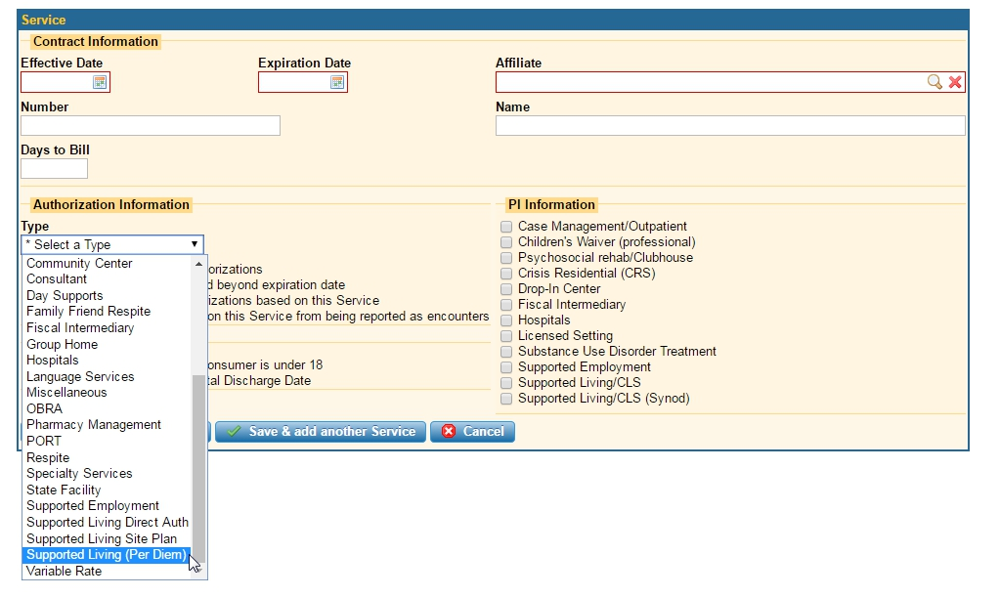 Service
Contract Information
Effective Date
Expiration Date
Affiliate
Number
Name
Days to Bill
Authorization Information
Type
* Select a Type
Community Center
Consultant
Day Supports
Family Friend Respite
Fiscal Intermediary
Group Home
Hospitals
Language Services
Miscellaneous
OBRA
Pharmacy Management
PORT
Respite
Specialty Services
State Facility
Supported Employment
Supported Living Direct Auth
Supported Living Site Plan
Supported Living (Per Diem)
Variable Rate
orizations
d beyond expiration date
izations based on this Service
on this Service from being reported as encounters
onsumer is under 18
tal Discharge Date
PI Information
Case Management/Outpatient
Children's Waiver (professional)
Psychosocial rehab/Clubhouse
Crisis Residential (CRS)
Drop-In Center
Fiscal Intermediary
Hospitals
Licensed Setting
Substance Use Disorder Treatment
Supported Employment
Supported Living/CLS
Supported Living/CLS (Synod)
Save & add another Service
Cancel